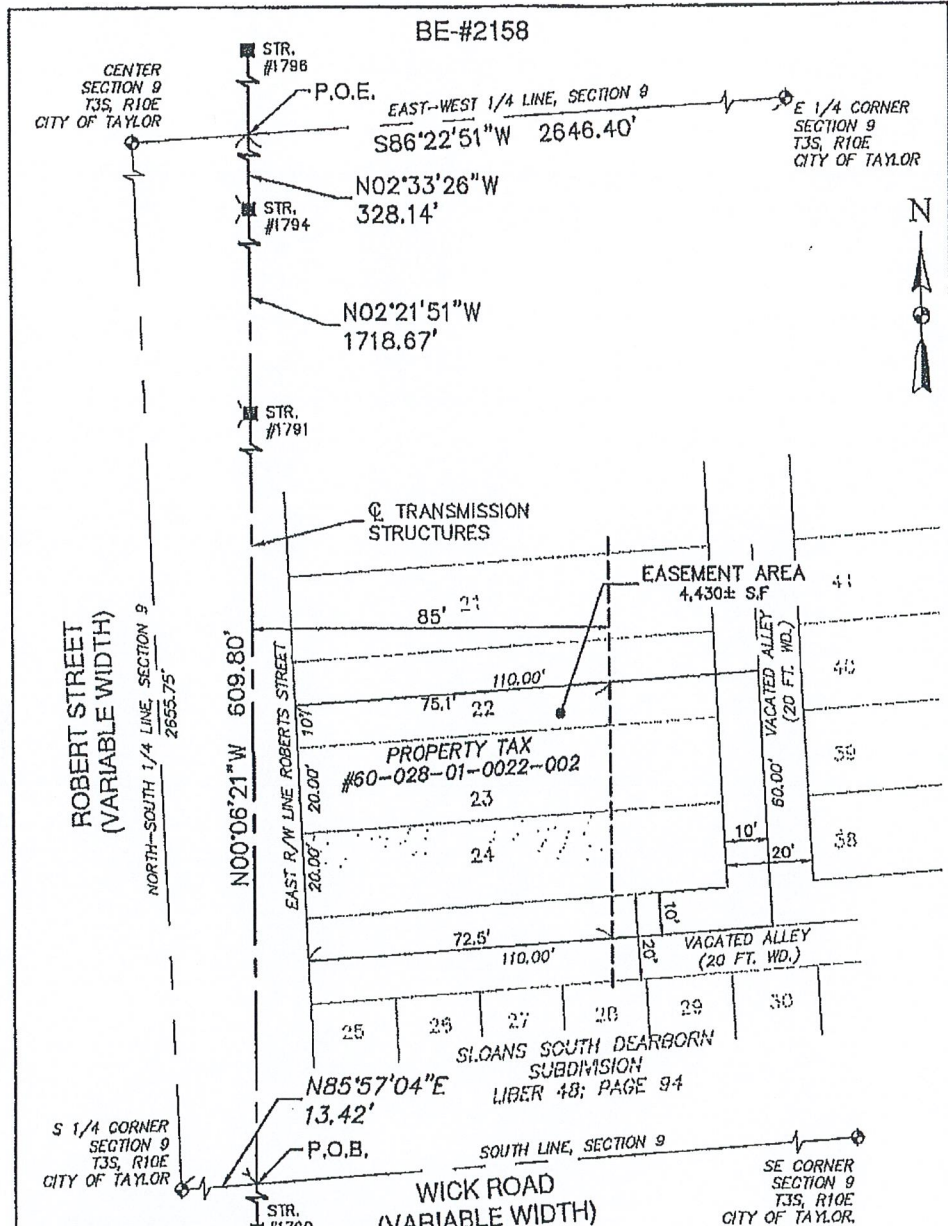 BE-#2158
STR.
#1796
CENTER
SECTION 9
T3S, R10E
CITY OF TAYLOR
P.O.E.
EAST-WEST 1/4 LINE, SECTION 9
S86°22'51"W 2646.40'
E 1/4 CORNER
SECTION 9
T3S, R10E
CITY OF TAYLOR
N02°33'26"W
328.14'
STR.
#1794
N
N02°21'51"W
1718.67'
STR.
#1791
℄ TRANSMISSION
STRUCTURES
EASEMENT AREA
4,430± S.F
41
21
85'
40
110.00'
75.1'
22
10'
PROPERTY TAX
#60-028-01-0022-002
23
39
20.00'
24
20.00'
38
10'
20'
60.00'
VACATED ALLEY
(20 FT. WD.)
ROBERT STREET
(VARIABLE WIDTH)
NORTH-SOUTH 1/4 LINE, SECTION 9
2655.75'
N00°06'21"W 609.80'
EAST R/W LINE ROBERTS STREET
10'
20'
72.5'
110.00'
VACATED ALLEY
(20 FT. WD.)
25
26
27
28
29
30
SLOANS SOUTH DEARBORN
SUBDIVISION
LIBER 48; PAGE 94
N85°57'04"E
13.42'
S 1/4 CORNER
SECTION 9
T3S, R10E
CITY OF TAYLOR
P.O.B.
SOUTH LINE, SECTION 9
SE CORNER
SECTION 9
T3S, R10E
CITY OF TAYLOR,
WICK ROAD
(VARIABLE WIDTH)
STR.